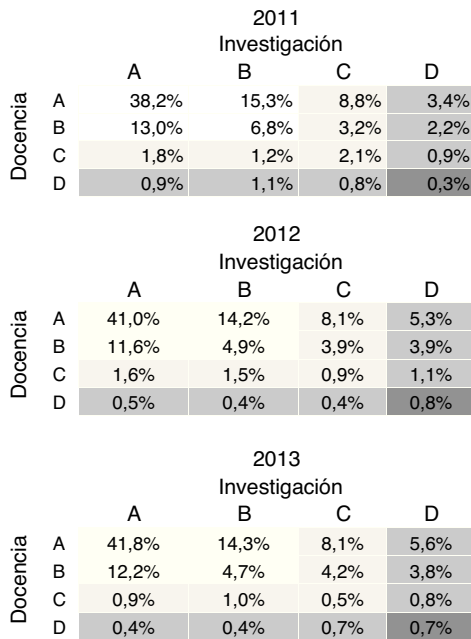 2011
Investigación
A B C D
Docencia
A 38,2% 15,3% 8,8% 3,4%
B 13,0% 6,8% 3,2% 2,2%
C 1,8% 1,2% 2,1% 0,9%
D 0,9% 1,1% 0,8% 0,3%
2012
Investigación
A B C D
Docencia
A 41,0% 14,2% 8,1% 5,3%
B 11,6% 4,9% 3,9% 3,9%
C 1,6% 1,5% 0,9% 1,1%
D 0,5% 0,4% 0,4% 0,8%
2013
Investigación
A B C D
Docencia
A 41,8% 14,3% 8,1% 5,6%
B 12,2% 4,7% 4,2% 3,8%
C 0,9% 1,0% 0,5% 0,8%
D 0,4% 0,4% 0,7% 0,7%